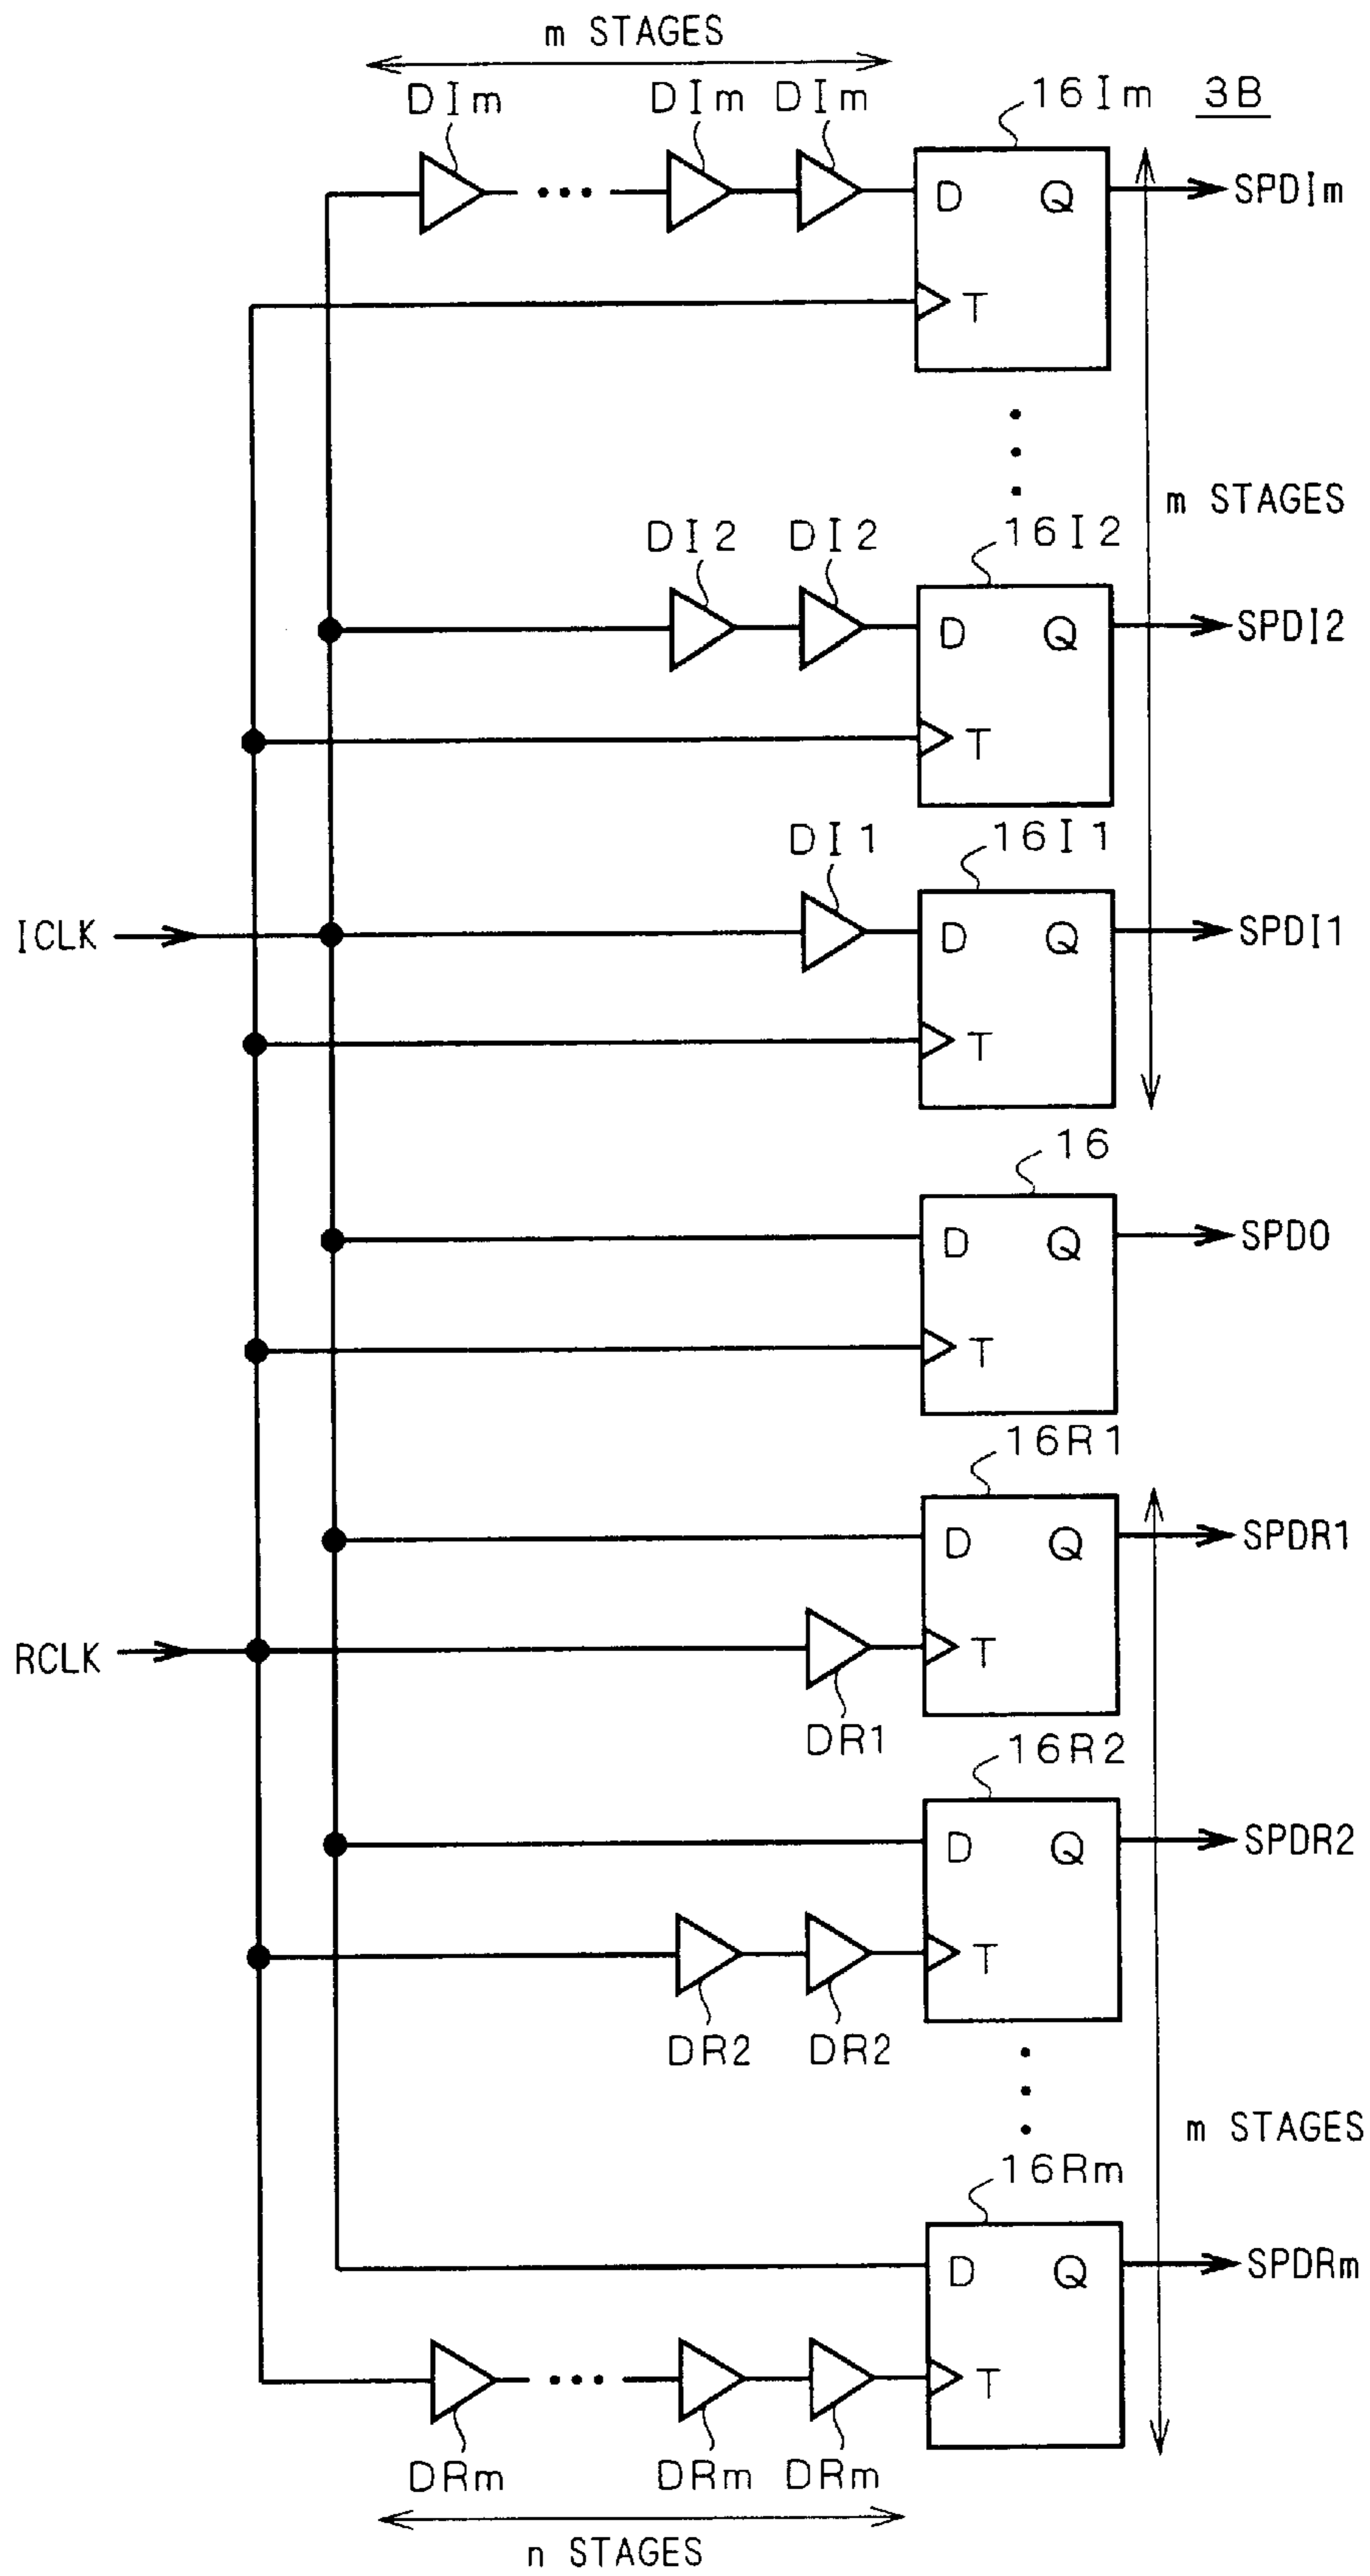 m STAGES
DIm DIm DIm 16Im 3B
D Q SPDIm
T
m STAGES
DI2 DI2 16I2
D Q SPDI2
T
DI1 16I1
ICLK D Q SPDI1
T
16
D Q SPD0
T
16R1
D Q SPDR1
RCLK T
DR1 16R2
D Q SPDR2
T
DR2 DR2
m STAGES
16Rm
D Q SPDRm
T
DRm DRm DRm
n STAGES